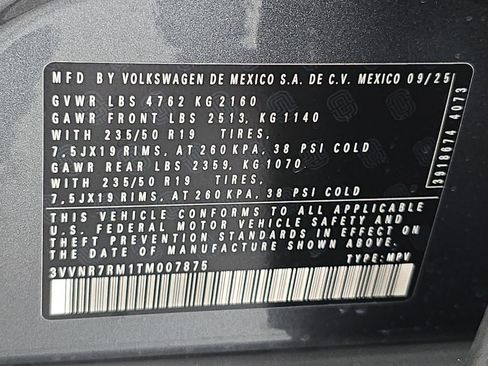 MFD BY VOLKSWAGEN DE MEXICO S.A. DE C.V. MEXICO 09/25
GVWR LBS 4762 KG 2160
GAWR FRONT LBS 2513, KG 1140
WITH 235/50 R19 TIRES,
7,5JX19 RIMS, AT 260 KPA, 38 PSI COLD
GAWR REAR LBS 2359, KG 1070
WITH 235/50 R19 TIRES,
7,5JX19 RIMS, AT 260 KPA, 38 PSI COLD
THIS VEHICLE CONFORMS TO ALL APPLICABLE
U.S. FEDERAL MOTOR VEHICLE SAFETY AND
THEFT PREVENTION STANDARDS IN EFFECT ON
THE DATE OF MANUFACTURE SHOWN ABOVE.
3VVNR7RM1TM007875 TYPE: MPV
3918674 4073